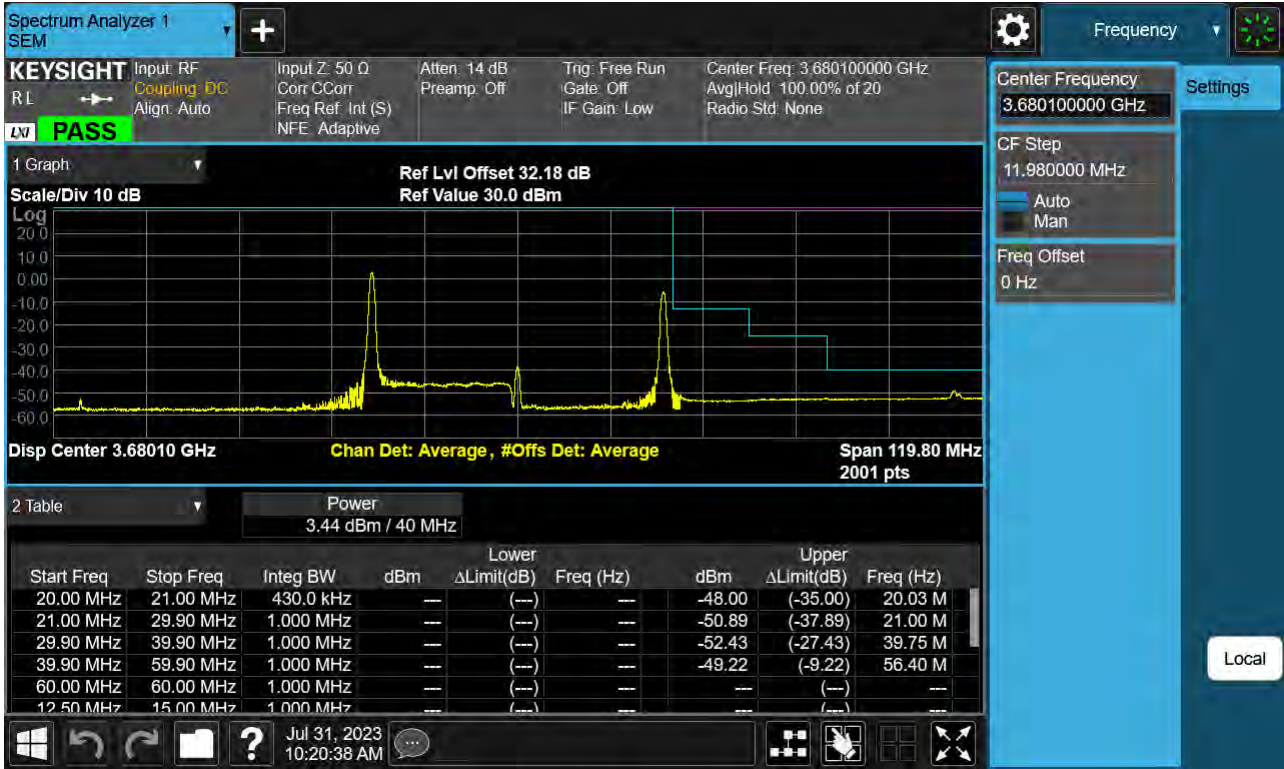 Spectrum Analyzer 1
SEM
+
Frequency
KEYSIGHT
RL
LXI
PASS
Input: RF
Coupling: DC
Align: Auto
Input Z: 50 Ω
Corr CCorr
Freq Ref: Int (S)
NFE: Adaptive
Atten: 14 dB
Preamp: Off
Trig: Free Run
Gate: Off
IF Gain: Low
Center Freq: 3.680100000 GHz
Avg|Hold: 100.00% of 20
Radio Std: None
Center Frequency
3.680100000 GHz
Settings
CF Step
11.980000 MHz
Auto
Man
Freq Offset
0 Hz
1 Graph
Ref Lvl Offset 32.18 dB
Scale/Div 10 dB
Ref Value 30.0 dBm
Log
20.0
10.0
0.00
-10.0
-20.0
-30.0
-40.0
-50.0
-60.0
Disp Center 3.68010 GHz
Chan Det: Average, #Offs Det: Average
Span 119.80 MHz
2001 pts
2 Table
Power
3.44 dBm / 40 MHz
Lower Upper
Start Freq Stop Freq Integ BW dBm ΔLimit(dB) Freq (Hz) dBm ΔLimit(dB) Freq (Hz)
20.00 MHz 21.00 MHz 430.0 kHz --- (---) --- -48.00 (-35.00) 20.03 M
21.00 MHz 29.90 MHz 1.000 MHz --- (---) --- -50.89 (-37.89) 21.00 M
29.90 MHz 39.90 MHz 1.000 MHz --- (---) --- -52.43 (-27.43) 39.75 M
39.90 MHz 59.90 MHz 1.000 MHz --- (---) --- -49.22 (-9.22) 56.40 M
60.00 MHz 60.00 MHz 1.000 MHz --- (---) --- --- (---) ---
12.50 MHz 15.00 MHz 1.000 MHz --- (---) --- --- (---) ---
Local
?
Jul 31, 2023
10:20:38 AM